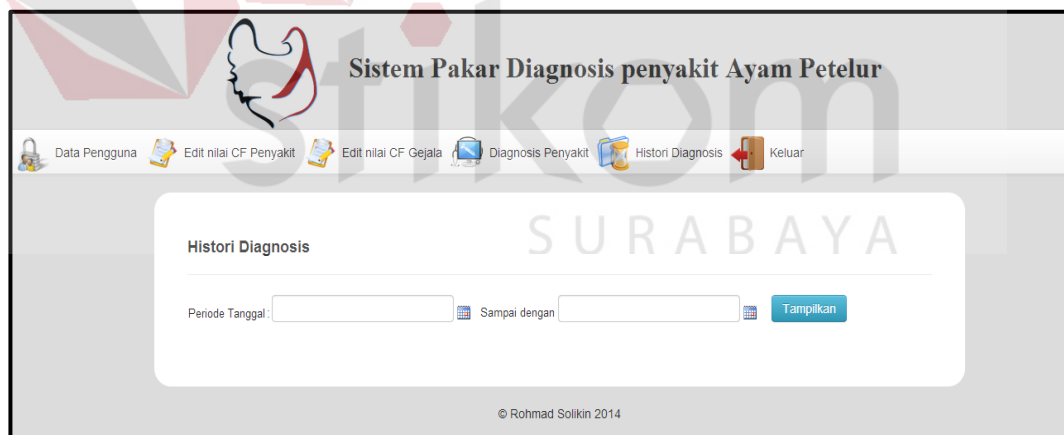 Sistem Pakar Diagnosis penyakit Ayam Petelur
stikom
SURABAYA
Data Pengguna Edit nilai CF Penyakit Edit nilai CF Gejala Diagnosis Penyakit Histori Diagnosis Keluar
Histori Diagnosis
Periode Tanggal : Sampai dengan Tampilkan
© Rohmad Solikin 2014